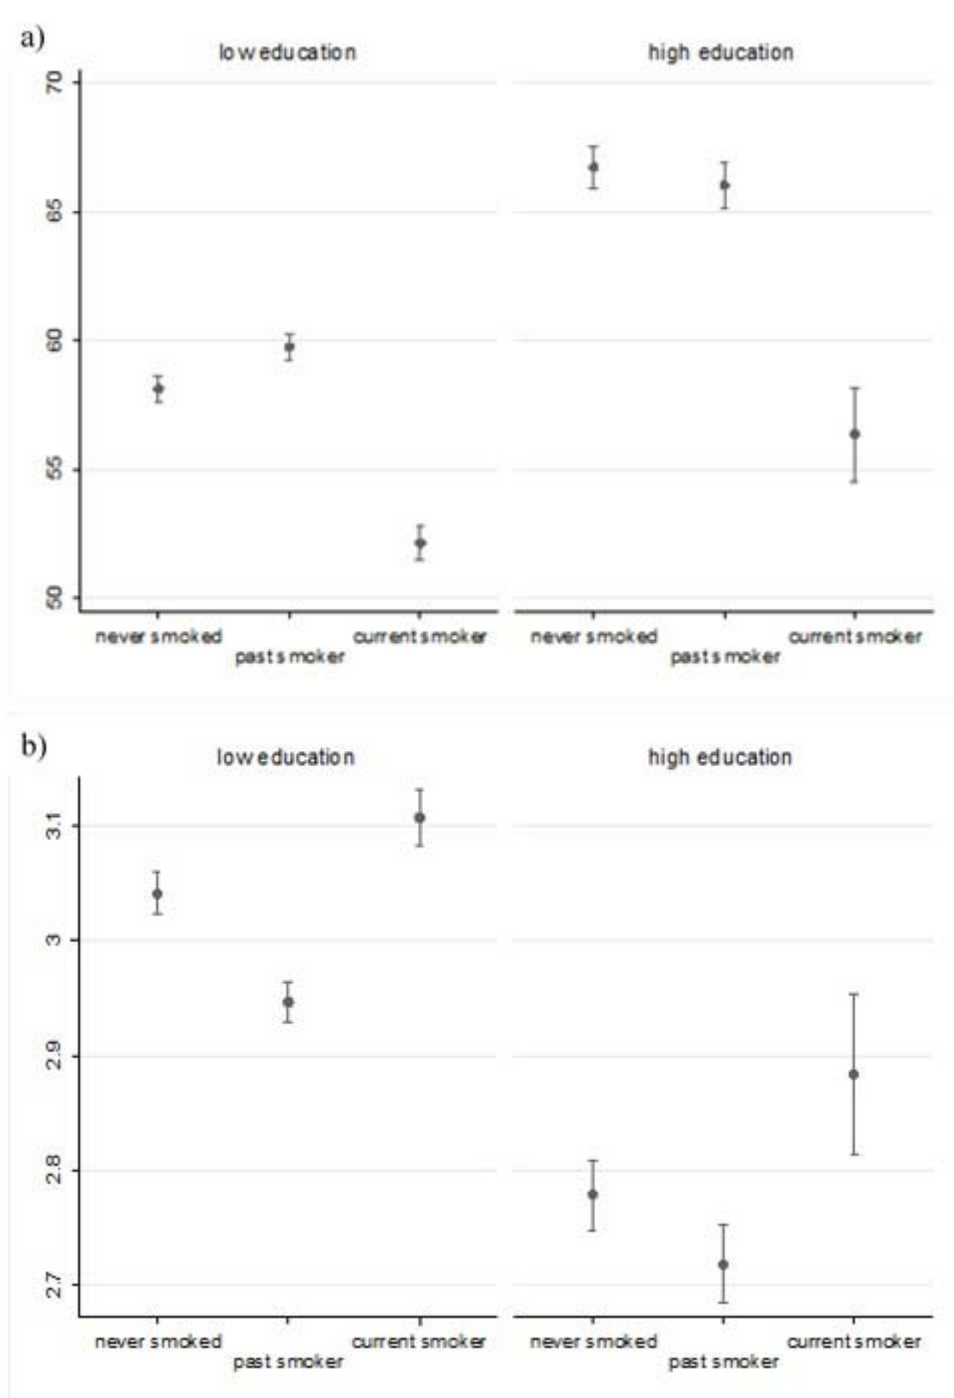 a)
low education
high education
70
65
60
55
50
never smoked
past smoker
current smoker
never smoked
past smoker
current smoker
b)
low education
high education
3.1
3
2.9
2.8
2.7
never smoked
past smoker
current smoker
never smoked
past smoker
current smoker